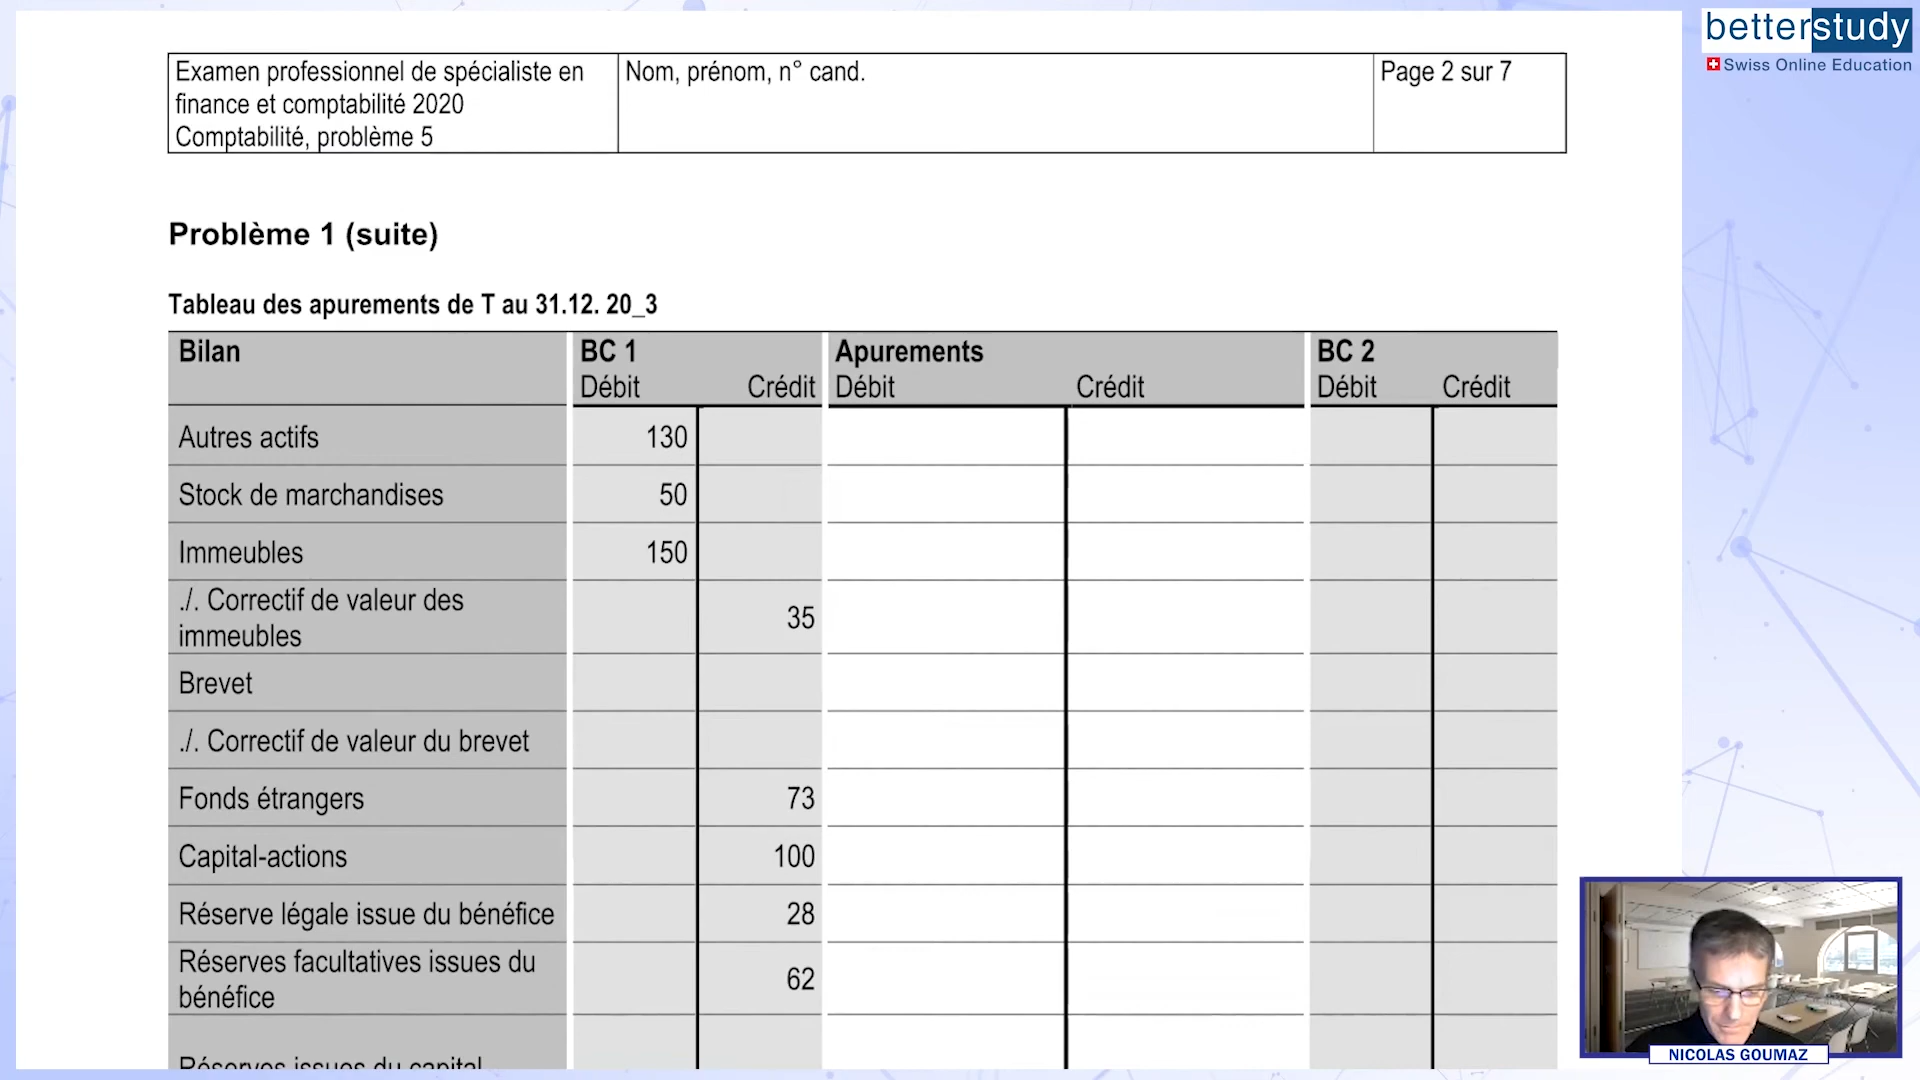 betterstudy
Swiss Online Education
Examen professionnel de spécialiste en
finance et comptabilité 2020
Comptabilité, problème 5
Nom, prénom, n° cand.
Page 2 sur 7
Problème 1 (suite)
Tableau des apurements de T au 31.12. 20_3
Bilan BC 1 Apurements BC 2
Débit Crédit Débit Crédit Débit Crédit
Autres actifs 130
Stock de marchandises 50
Immeubles 150
./. Correctif de valeur des
immeubles 35
Brevet
./. Correctif de valeur du brevet
Fonds étrangers 73
Capital-actions 100
Réserve légale issue du bénéfice 28
Réserves facultatives issues du
bénéfice 62
Réserves issues du capital
NICOLAS GOUMAZ